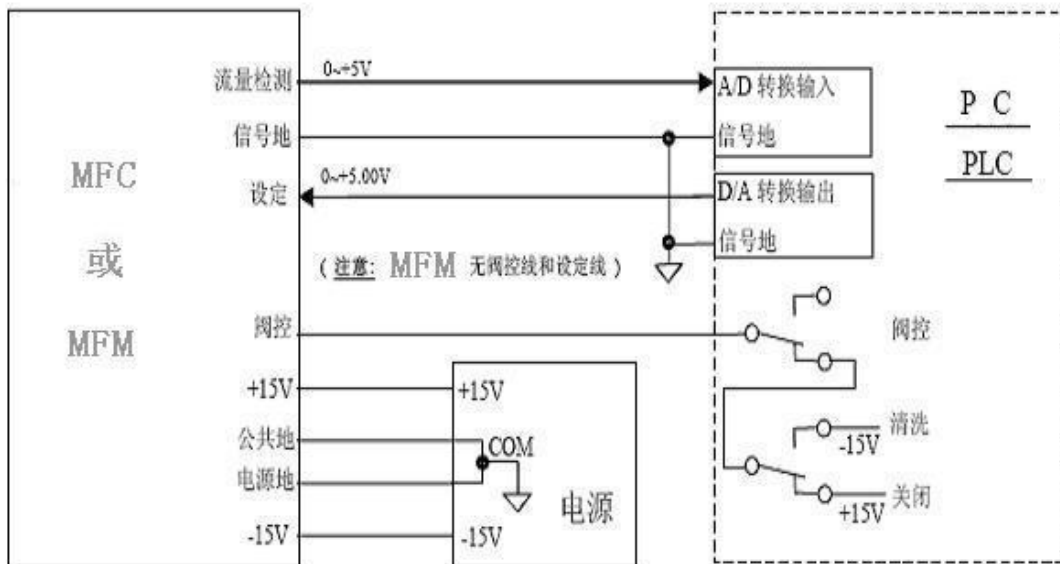 流量检测
0~+5V
A/D 转换输入
信号地
信号地
P C
PLC
MFC
或
MFM
设定
0~+5.00V
D/A 转换输出
信号地
( 注意: MFM 无阀控线和设定线 )
阀控
阀控
+15V
+15V
公共地
COM
电源地
电源
-15V
-15V
清洗
-15V
关闭
+15V